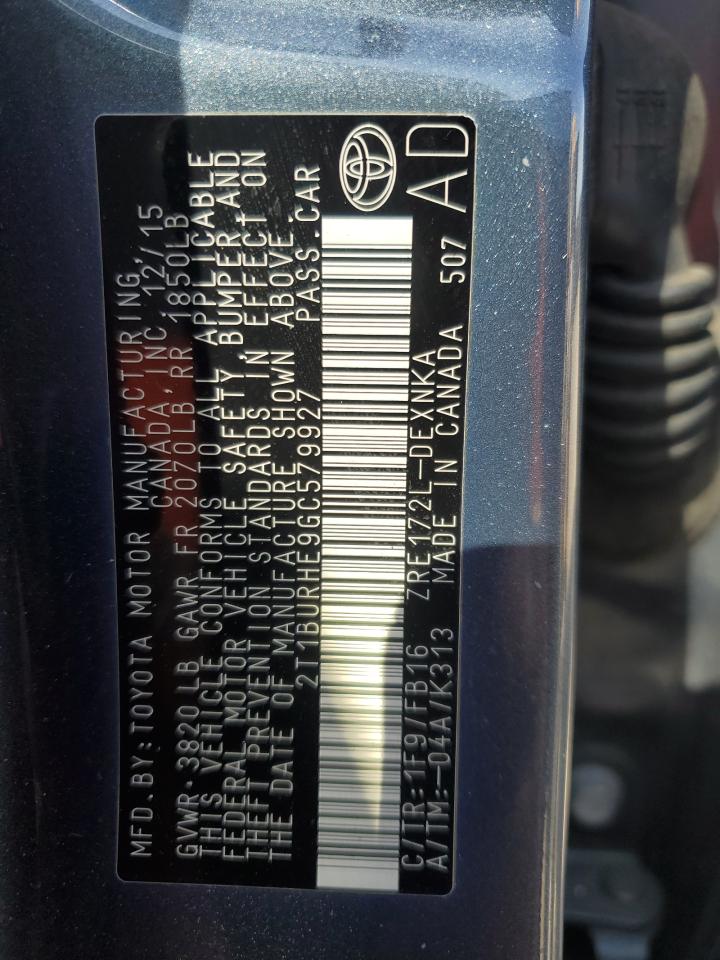 MFD.BY:TOYOTA MOTOR MANUFACTURING,
CANADA, INC. 12/15
GVWR. 3820LB GAWR FR2070LB RR 1850LB
THIS VEHICLE CONFORMS TO ALL APPLICABLE
FEDERAL MOTOR VEHICLE SAFETY,BUMPER AND
THEFT PREVENTION STANDARDS IN EFFECT ON
THE DATE OF MANUFACTURE SHOWN ABOVE.
2T1BURHE9GC579927 PASS.CAR
C/TR:1F9/FB16 ZRE172L-DEXNKA
A/TM:-04A/K313 MADE IN CANADA 507 AD